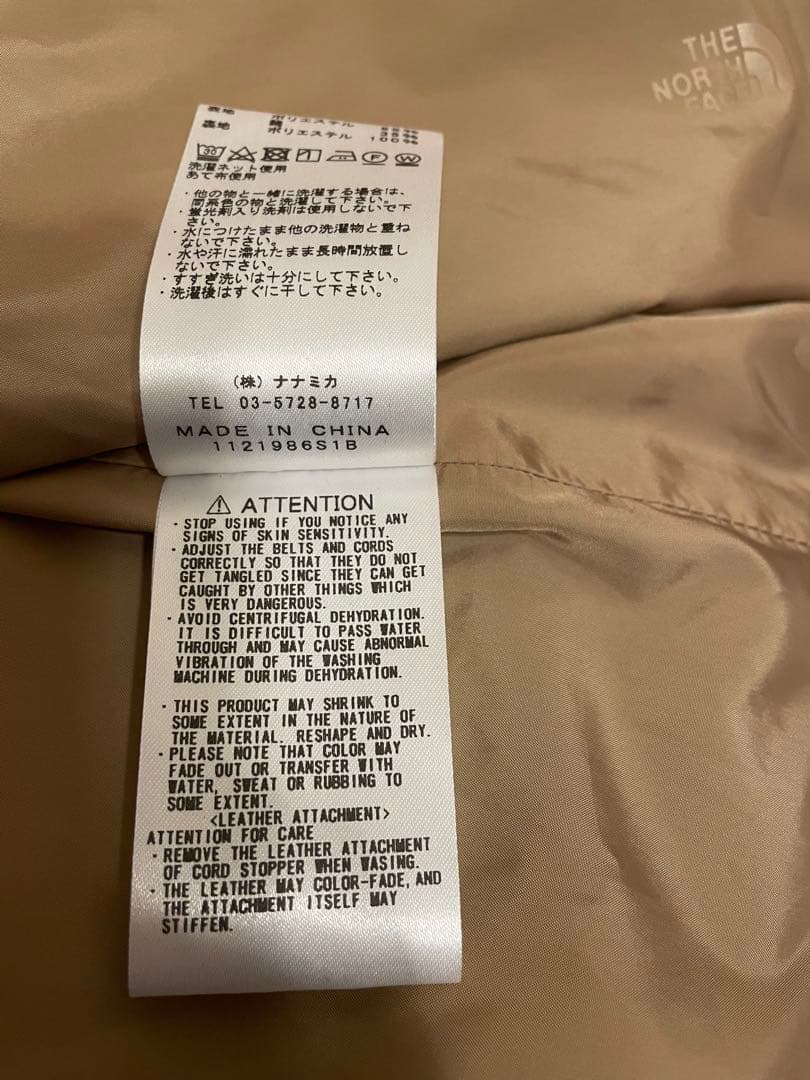 THE
NORTH
FACE
表地 ポリエステル 65%
綿 35%
裏地 ポリエステル 100%
30
洗濯ネット使用
あて布使用
・他の物と一緒に洗濯する場合は、
同系色の物と洗濯して下さい。
・蛍光剤入り洗剤は使用しないで下
さい。
・水につけたまま他の洗濯物と重ね
ないで下さい。
・水や汗に濡れたまま長時間放置し
ないで下さい。
・すすぎ洗いは十分にして下さい。
・洗濯後はすぐに干して下さい。
(株) ナナミカ
TEL 03-5728-8717
MADE IN CHINA
1121986S1B
⚠ ATTENTION
・STOP USING IF YOU NOTICE ANY
SIGNS OF SKIN SENSITIVITY.
・ADJUST THE BELTS AND CORDS
CORRECTLY SO THAT THEY DO NOT
GET TANGLED SINCE THEY CAN GET
CAUGHT BY OTHER THINGS WHICH
IS VERY DANGEROUS.
・AVOID CENTRIFUGAL DEHYDRATION.
IT IS DIFFICULT TO PASS WATER
THROUGH AND MAY CAUSE ABNORMAL
VIBRATION OF THE WASHING
MACHINE DURING DEHYDRATION.
・THIS PRODUCT MAY SHRINK TO
SOME EXTENT IN THE NATURE OF
THE MATERIAL. RESHAPE AND DRY.
・PLEASE NOTE THAT COLOR MAY
FADE OUT OR TRANSFER WITH
WATER, SWEAT OR RUBBING TO
SOME EXTENT.
<LEATHER ATTACHMENT>
ATTENTION FOR CARE
・REMOVE THE LEATHER ATTACHMENT
OF CORD STOPPER WHEN WASING.
・THE LEATHER MAY COLOR-FADE, AND
THE ATTACHMENT ITSELF MAY
STIFFEN.